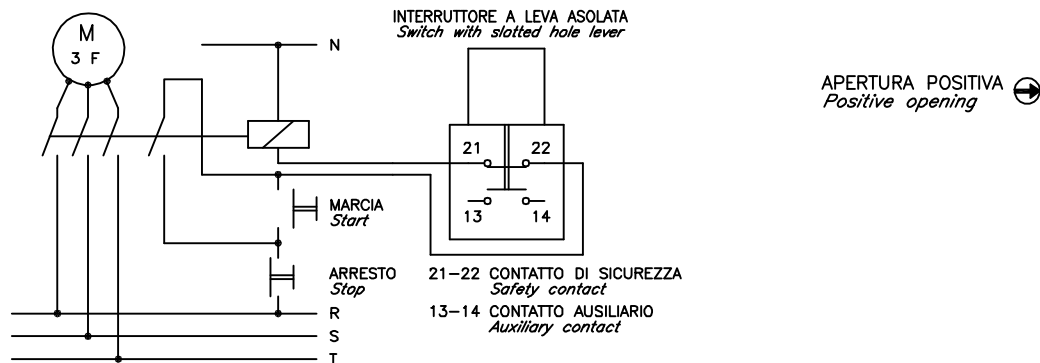 INTERRUTTORE A LEVA ASOLATA
Switch with slotted hole lever
M
3 F
N
APERTURA POSITIVA
Positive opening
21 22
13 14
MARCIA
Start
ARRESTO
Stop
21-22 CONTATTO DI SICUREZZA
Safety contact
13-14 CONTATTO AUSILIARIO
Auxiliary contact
R
S
T